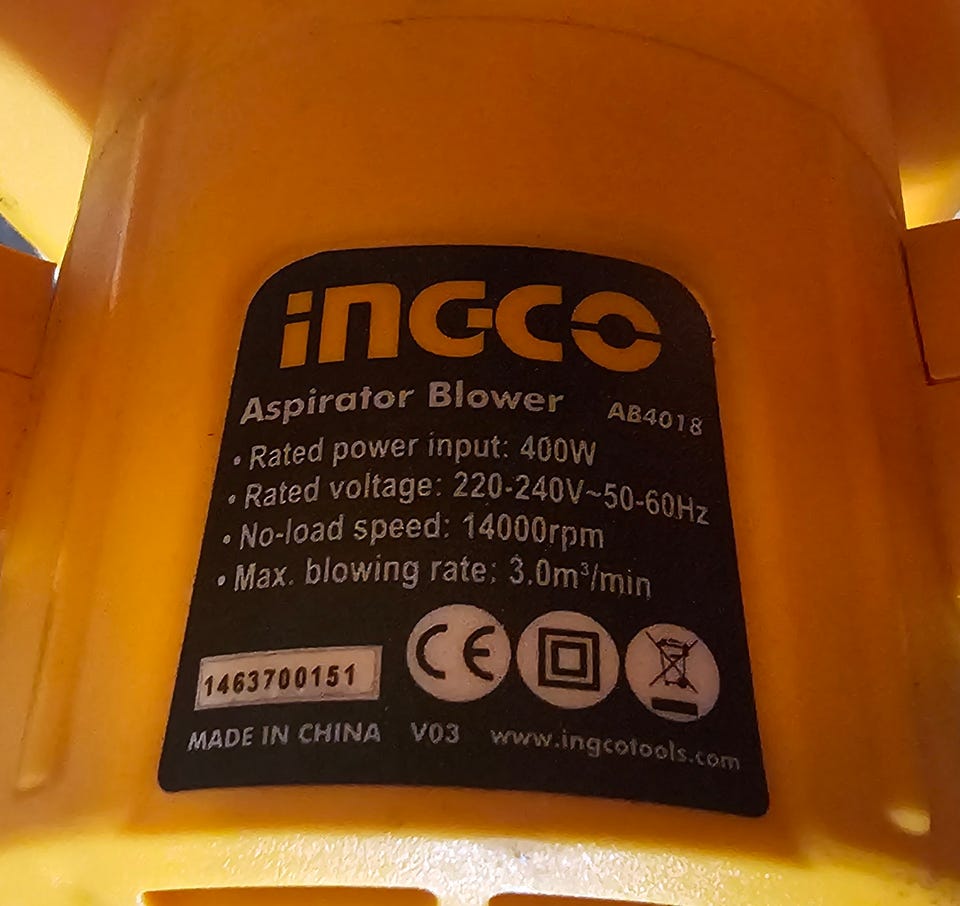 INGCO
Aspirator Blower AB4018
• Rated power input: 400W
• Rated voltage: 220-240V~50-60Hz
• No-load speed: 14000rpm
• Max. blowing rate: 3.0m³/min
CE
1463700151
MADE IN CHINA V03 www.ingcotools.com